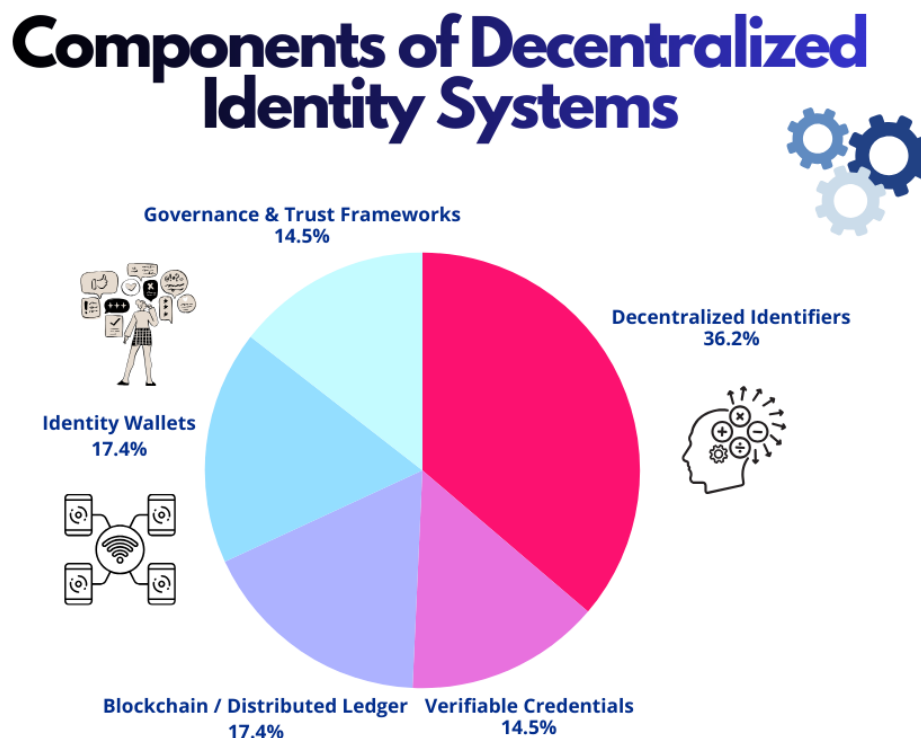 Components of Decentralized
Identity Systems
Governance & Trust Frameworks
14.5%
Decentralized Identifiers
36.2%
Identity Wallets
17.4%
Blockchain / Distributed Ledger
17.4%
Verifiable Credentials
14.5%